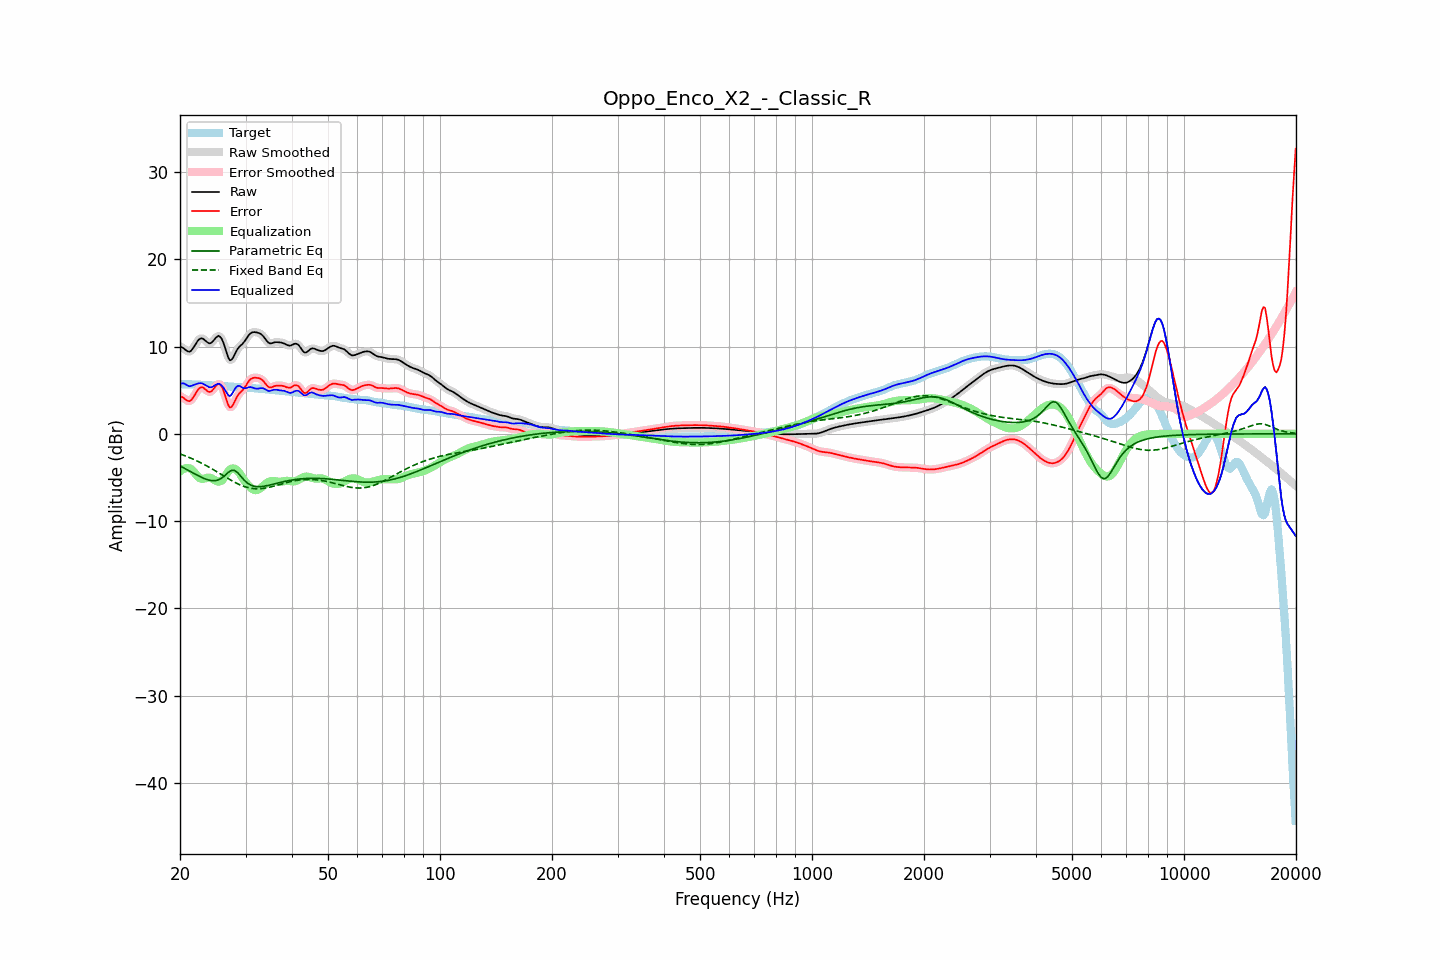 Oppo_Enco_X2_-_Classic_R
Target
Raw Smoothed
Error Smoothed
Raw
Error
Equalization
Parametric Eq
Fixed Band Eq
Equalized
Amplitude (dBr)
30
20
10
0
−10
−20
−30
−40
20 50 100 200 500 1000 2000 5000 10000 20000
Frequency (Hz)